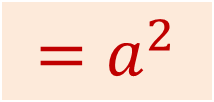 = a²